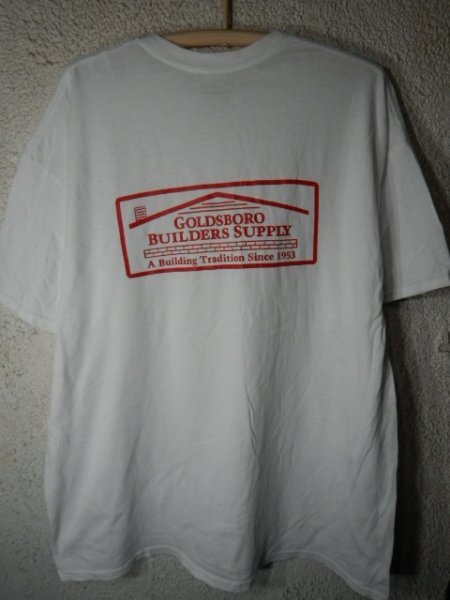 GOLDSBORO
BUILDERS SUPPLY
A Building Tradition Since 1953